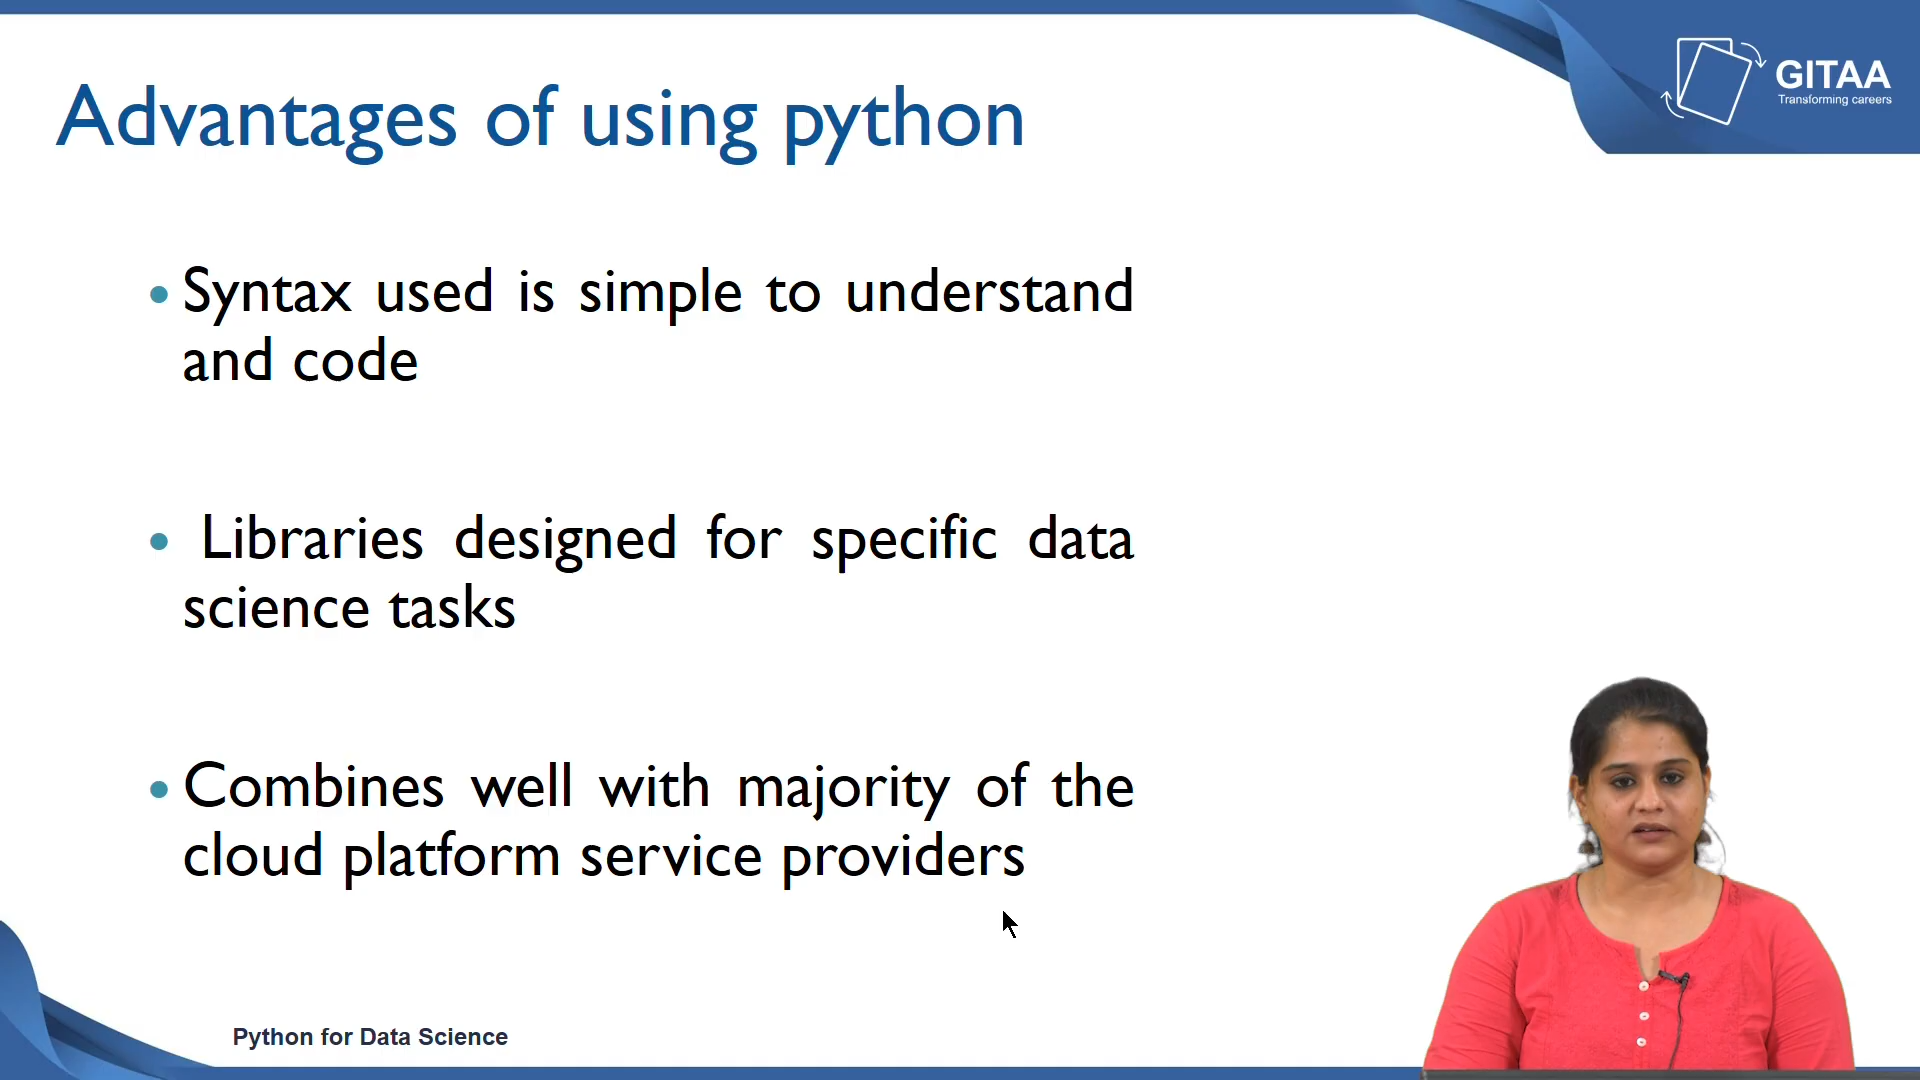 GITAA
Transforming careers
Advantages of using python
• Syntax used is simple to understand
and code
• Libraries designed for specific data
science tasks
• Combines well with majority of the
cloud platform service providers
Python for Data Science